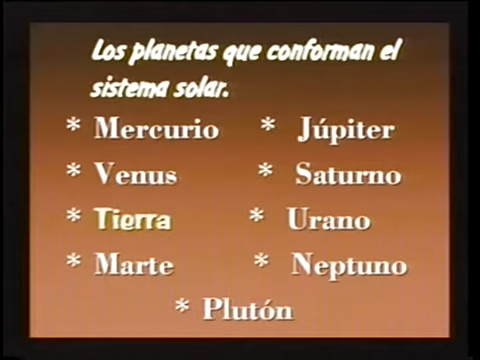 Los planetas que conforman el
sistema solar.
* Mercurio * Júpiter
* Venus * Saturno
* Tierra * Urano
* Marte * Neptuno
* Plutón